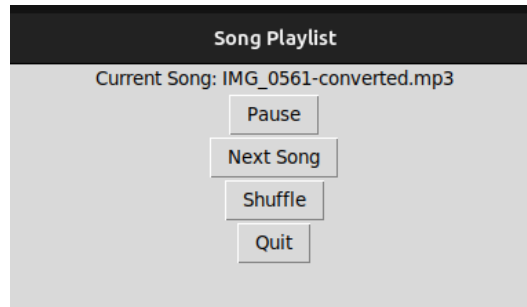 Song Playlist
Current Song: IMG_0561-converted.mp3
Pause
Next Song
Shuffle
Quit